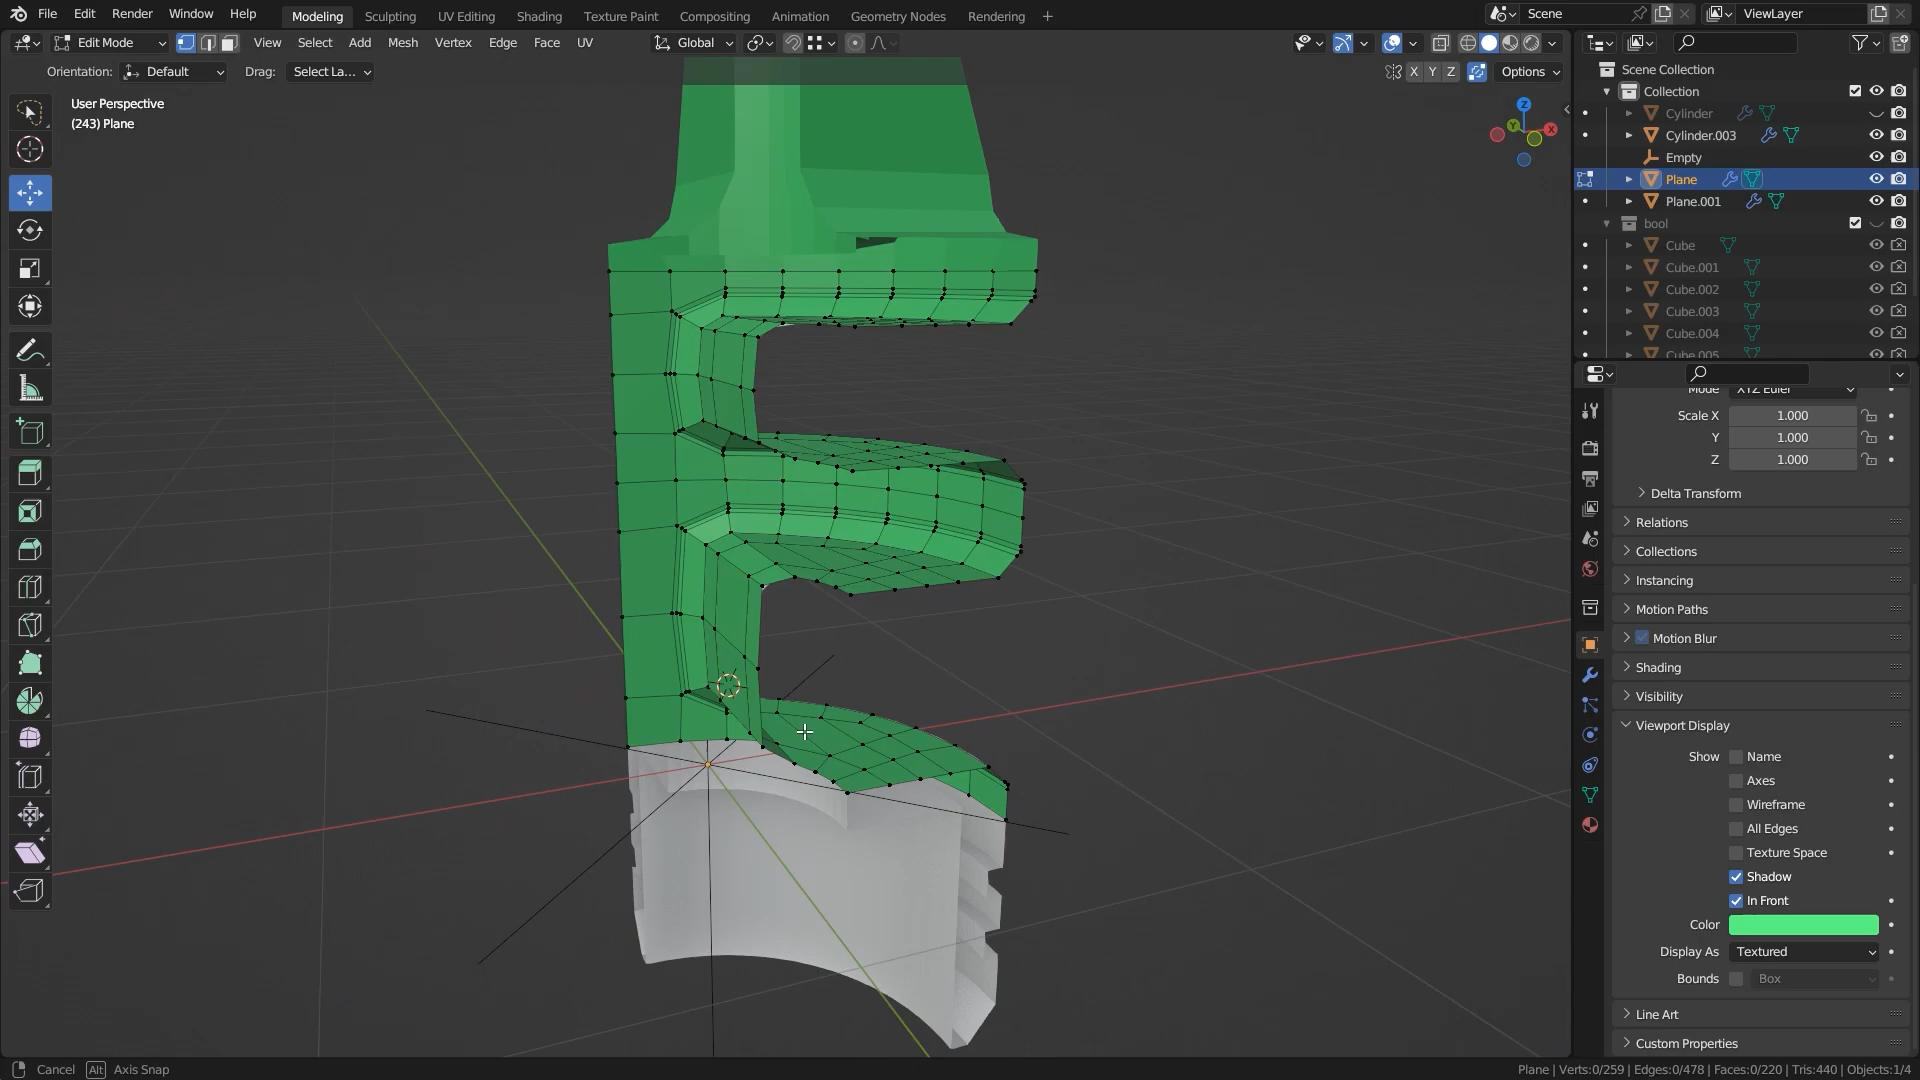 File Edit Render Window Help Modeling Sculpting UV Editing Shading Texture Paint Compositing Animation Geometry Nodes Rendering + Scene ViewLayer
Edit Mode View Select Add Mesh Vertex Edge Face UV Global
Orientation: Default Drag: Select La... X Y Z Options
User Perspective
(243) Plane
Z
Y
X
Scene Collection
Collection
Cylinder
Cylinder.003
Empty
Plane
Plane.001
bool
Cube
Cube.001
Cube.002
Cube.003
Cube.004
Cube.005
Mode XYZ Euler
Scale X 1.000
Y 1.000
Z 1.000
Delta Transform
Relations
Collections
Instancing
Motion Paths
Motion Blur
Shading
Visibility
Viewport Display
Show Name
Axes
Wireframe
All Edges
Texture Space
Shadow
In Front
Color
Display As Textured
Bounds Box
Line Art
Custom Properties
Cancel Alt Axis Snap Plane | Verts:0/259 | Edges:0/478 | Faces:0/220 | Tris:440 | Objects:1/4